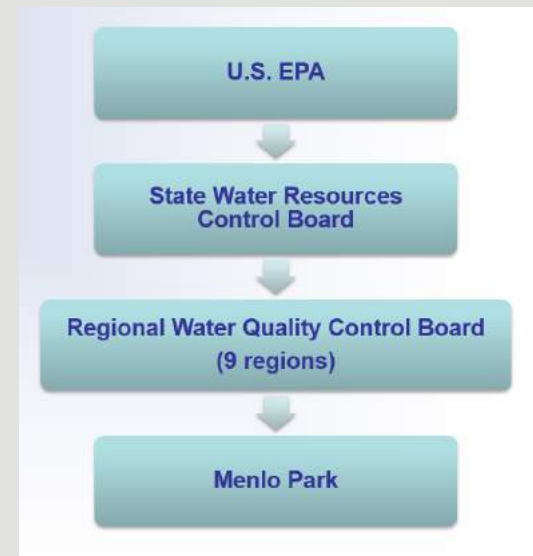 U.S. EPA
State Water Resources
Control Board
Regional Water Quality Control Board
(9 regions)
Menlo Park